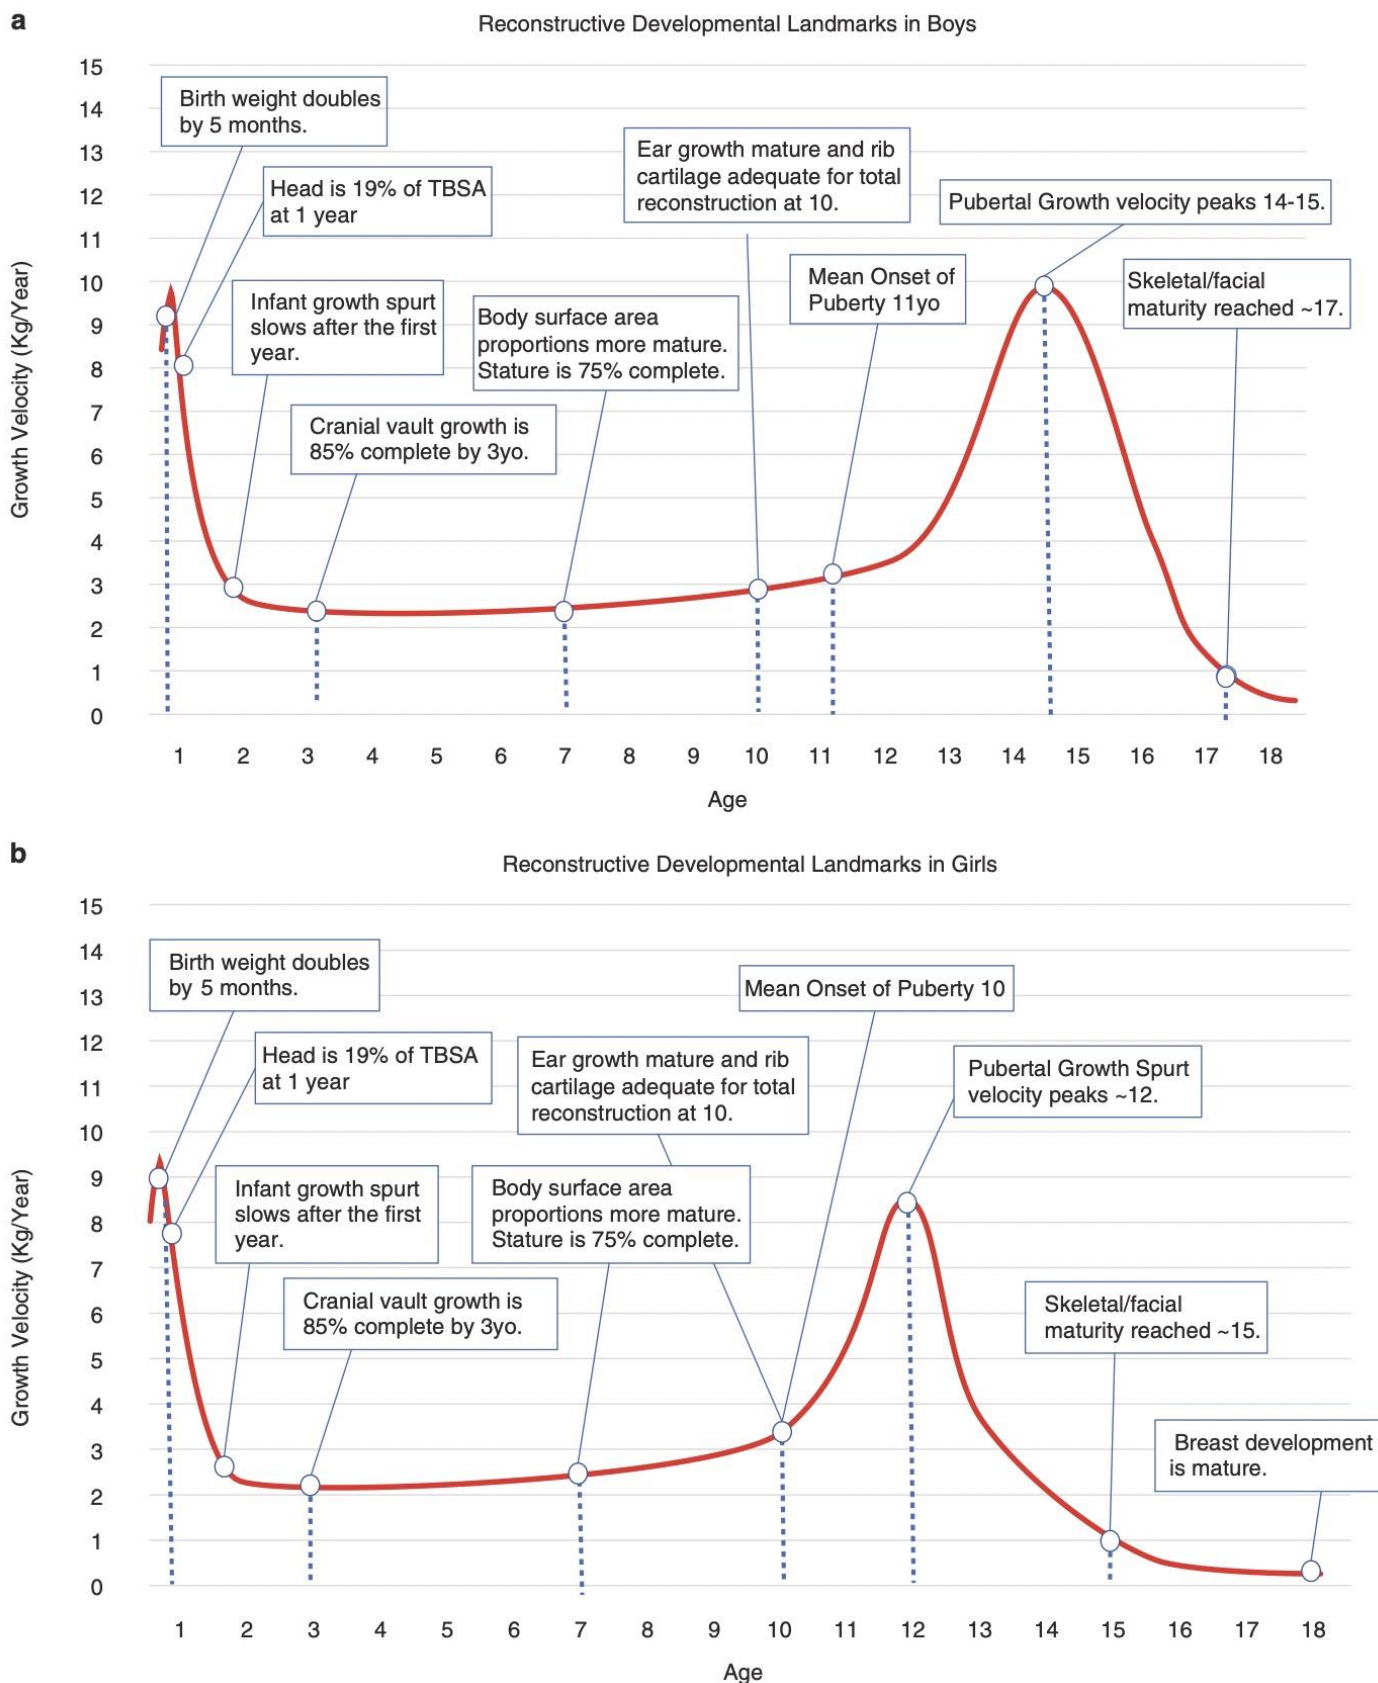 a
Reconstructive Developmental Landmarks in Boys
15
14
13
12
11
10
9
8
7
6
5
4
3
2
1
0
Growth Velocity (Kg/Year)
Birth weight doubles
by 5 months.
Head is 19% of TBSA
at 1 year
Infant growth spurt
slows after the first
year.
Cranial vault growth is
85% complete by 3yo.
Body surface area
proportions more mature.
Stature is 75% complete.
Ear growth mature and rib
cartilage adequate for total
reconstruction at 10.
Mean Onset of
Puberty 11yo
Pubertal Growth velocity peaks 14-15.
Skeletal/facial
maturity reached ~17.
1 2 3 4 5 6 7 8 9 10 11 12 13 14 15 16 17 18
Age
b
Reconstructive Developmental Landmarks in Girls
15
14
13
12
11
10
9
8
7
6
5
4
3
2
1
0
Growth Velocity (Kg/Year)
Birth weight doubles
by 5 months.
Head is 19% of TBSA
at 1 year
Infant growth spurt
slows after the first
year.
Cranial vault growth is
85% complete by 3yo.
Ear growth mature and rib
cartilage adequate for total
reconstruction at 10.
Body surface area
proportions more mature.
Stature is 75% complete.
Mean Onset of Puberty 10
Pubertal Growth Spurt
velocity peaks ~12.
Skeletal/facial
maturity reached ~15.
Breast development
is mature.
1 2 3 4 5 6 7 8 9 10 11 12 13 14 15 16 17 18
Age